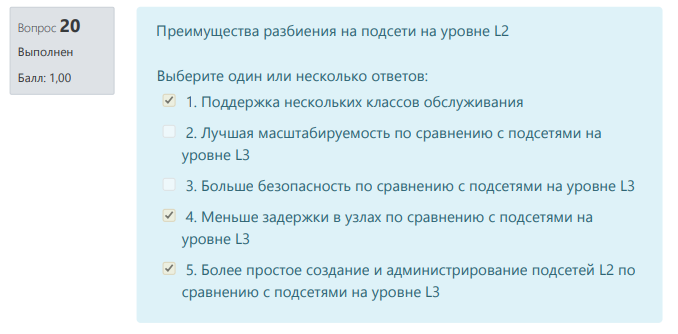 Вопрос 20
Выполнен
Балл: 1,00
Преимущества разбиения на подсети на уровне L2
Выберите один или несколько ответов:
1. Поддержка нескольких классов обслуживания
2. Лучшая масштабируемость по сравнению с подсетями на
уровне L3
3. Больше безопасность по сравнению с подсетями на уровне L3
4. Меньше задержки в узлах по сравнению с подсетями на
уровне L3
5. Более простое создание и администрирование подсетей L2 по
сравнению с подсетями на уровне L3